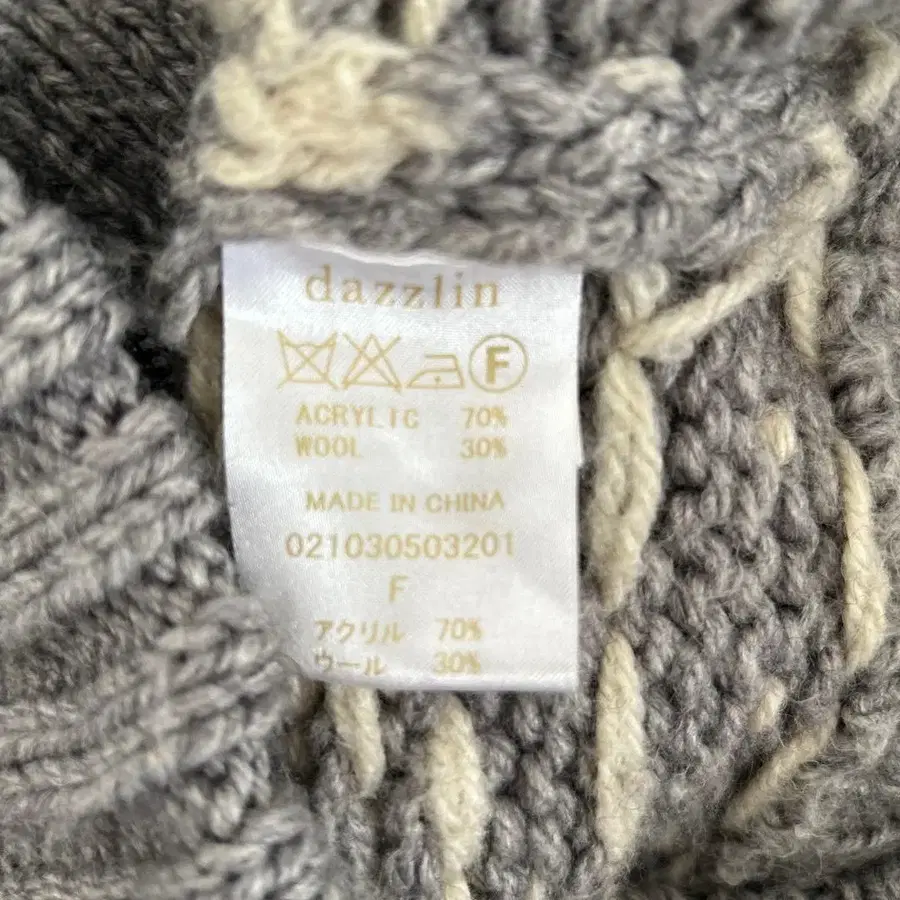 dazzlin
F
ACRYLIC 70%
WOOL 30%
MADE IN CHINA
021030503201
F
アクリル 70%
ウール 30%